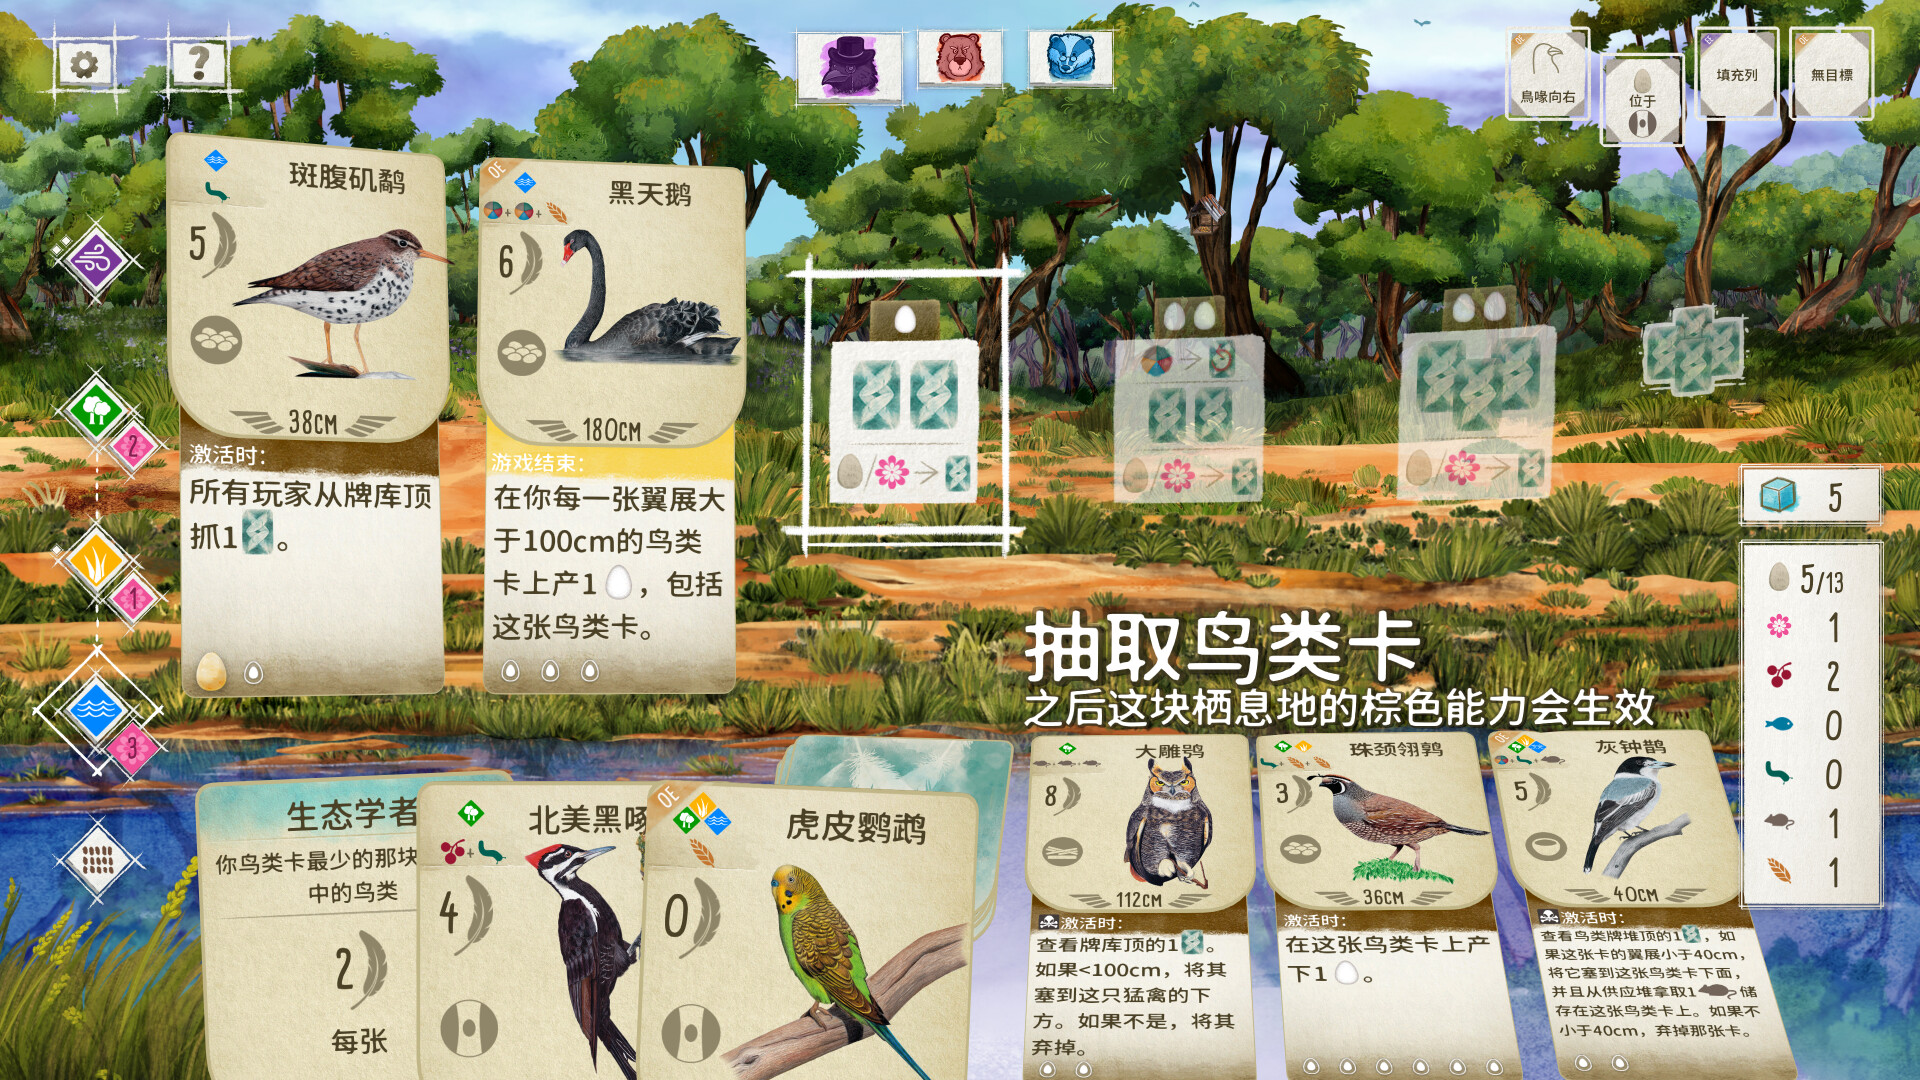 ?
OE
鳥喙向右
位于
EE
填充列
OE
無目標
斑腹矶鹬
5
38CM
激活时：
所有玩家从牌库顶
抓1。
OE
+ +
黑天鹅
6
180CM
游戏结束：
在你每一张翼展大
于100cm的鸟类
卡上产1，包括
这张鸟类卡。
2
1
3
/
/
/
抽取鸟类卡
之后这块栖息地的棕色能力会生效
5
5/13
1
2
0
0
1
1
生态学者
你鸟类卡最少的那块
中的鸟类
2
每张
北美黑啄
+
4
OE
虎皮鹦鹉
0
大雕鸮
8
112CM
激活时：
查看牌库顶的1。
如果<100cm，将其
塞到这只猛禽的下
方。如果不是，将其
弃掉。
珠颈翎鹑
3
36CM
激活时：
在这张鸟类卡上产
下1。
OE
灰钟鹊
5
40CM
激活时：
查看鸟类牌堆顶的1，如
果这张卡的翼展小于40cm，
将它塞到这张鸟类卡下面，
并且从供应堆拿取1储
存在这张鸟类卡上。如果不
小于40cm，弃掉那张卡。